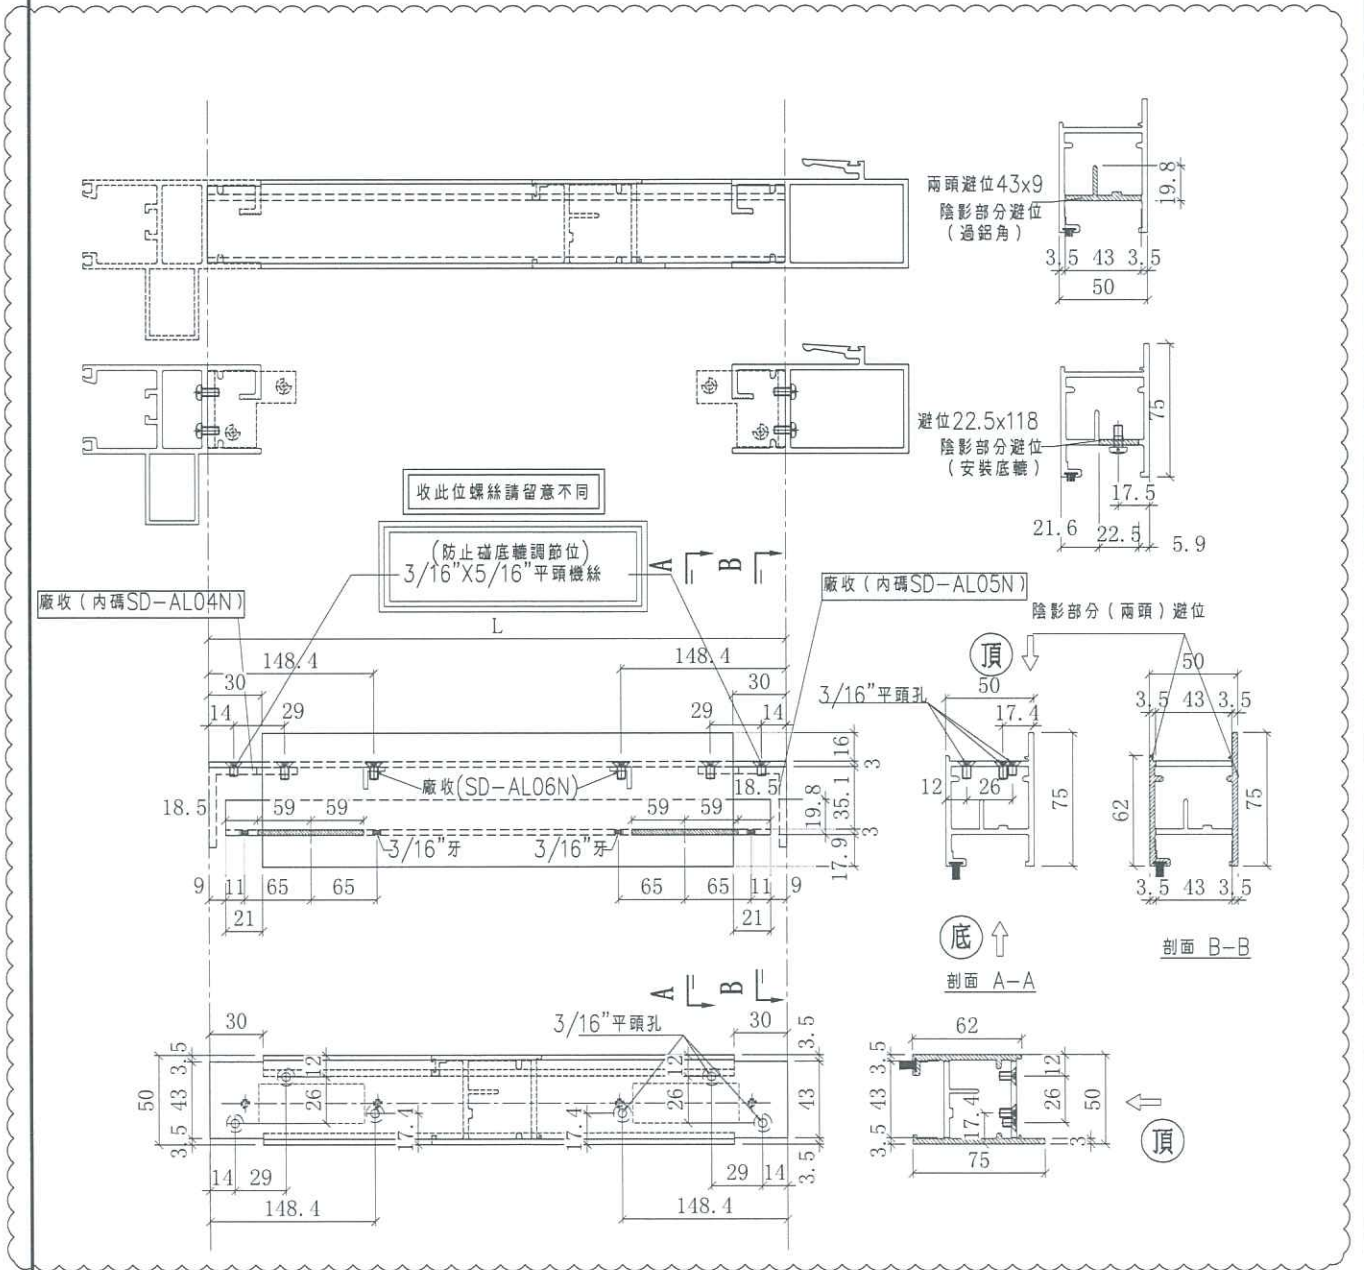 兩頭避位43x9
陰影部分避位
(過鋁角)
19.8
3.5 43 3.5
50
避位22.5x118
陰影部分避位
(安裝底轆)
75
17.5
21.6 22.5 5.9
收此位螺絲請留意不同
(防止碰底轆調節位)
3/16"X5/16"平頭機絲
A B
廠收(內碼SD-AL04N)
廠收(內碼SD-AL05N)
L
148.4 148.4
30 30
14 29 29 14
廠收(SD-AL06N)
16
3
35.1
19.8
3
17.9
18.5 59 59 59 59 18.5
3/16"牙 3/16"牙
9 11 65 65 65 65 11 9
21 21
陰影部分(兩頭)避位
頂
50
3/16"平頭孔
17.4
12 26
75
底
剖面 A-A
50
3.5 43 3.5
62 75
3.5 43 3.5
剖面 B-B
A B
30 30
3/16"平頭孔
3.5
3.5 12 12
50 43 26 26 43
17.4 17.4
3.5 3.5
14 29 29 14
148.4 148.4
62
3.5 12
43 17.40 26 50
3.5 3
75
頂